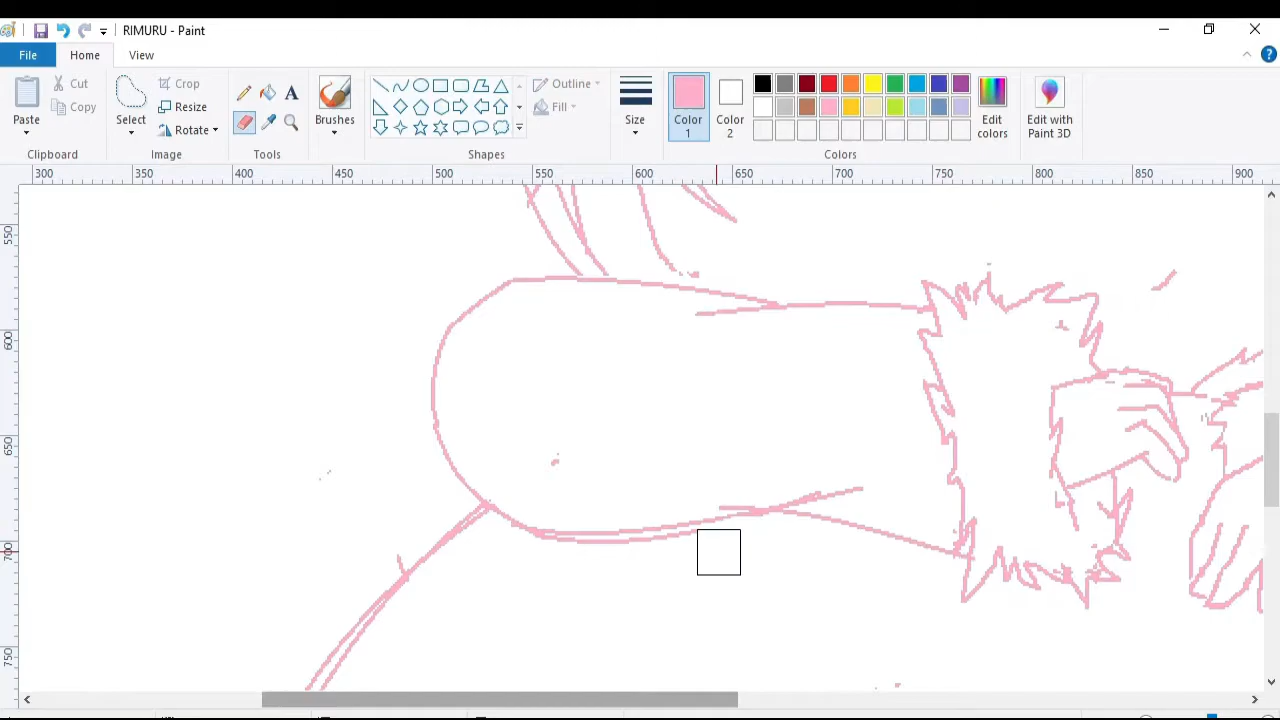 RIMURU - Paint
File Home View
Paste
Cut
Copy
Clipboard
Select
Crop
Resize
Rotate
Image
A
Tools
Brushes
Outline
Fill
Shapes
Size
Color 1
Color 2
Edit colors
Colors
Edit with Paint 3D
300 350 400 450 500 550 600 650 700 750 800 850 900
550
600
650
700
750